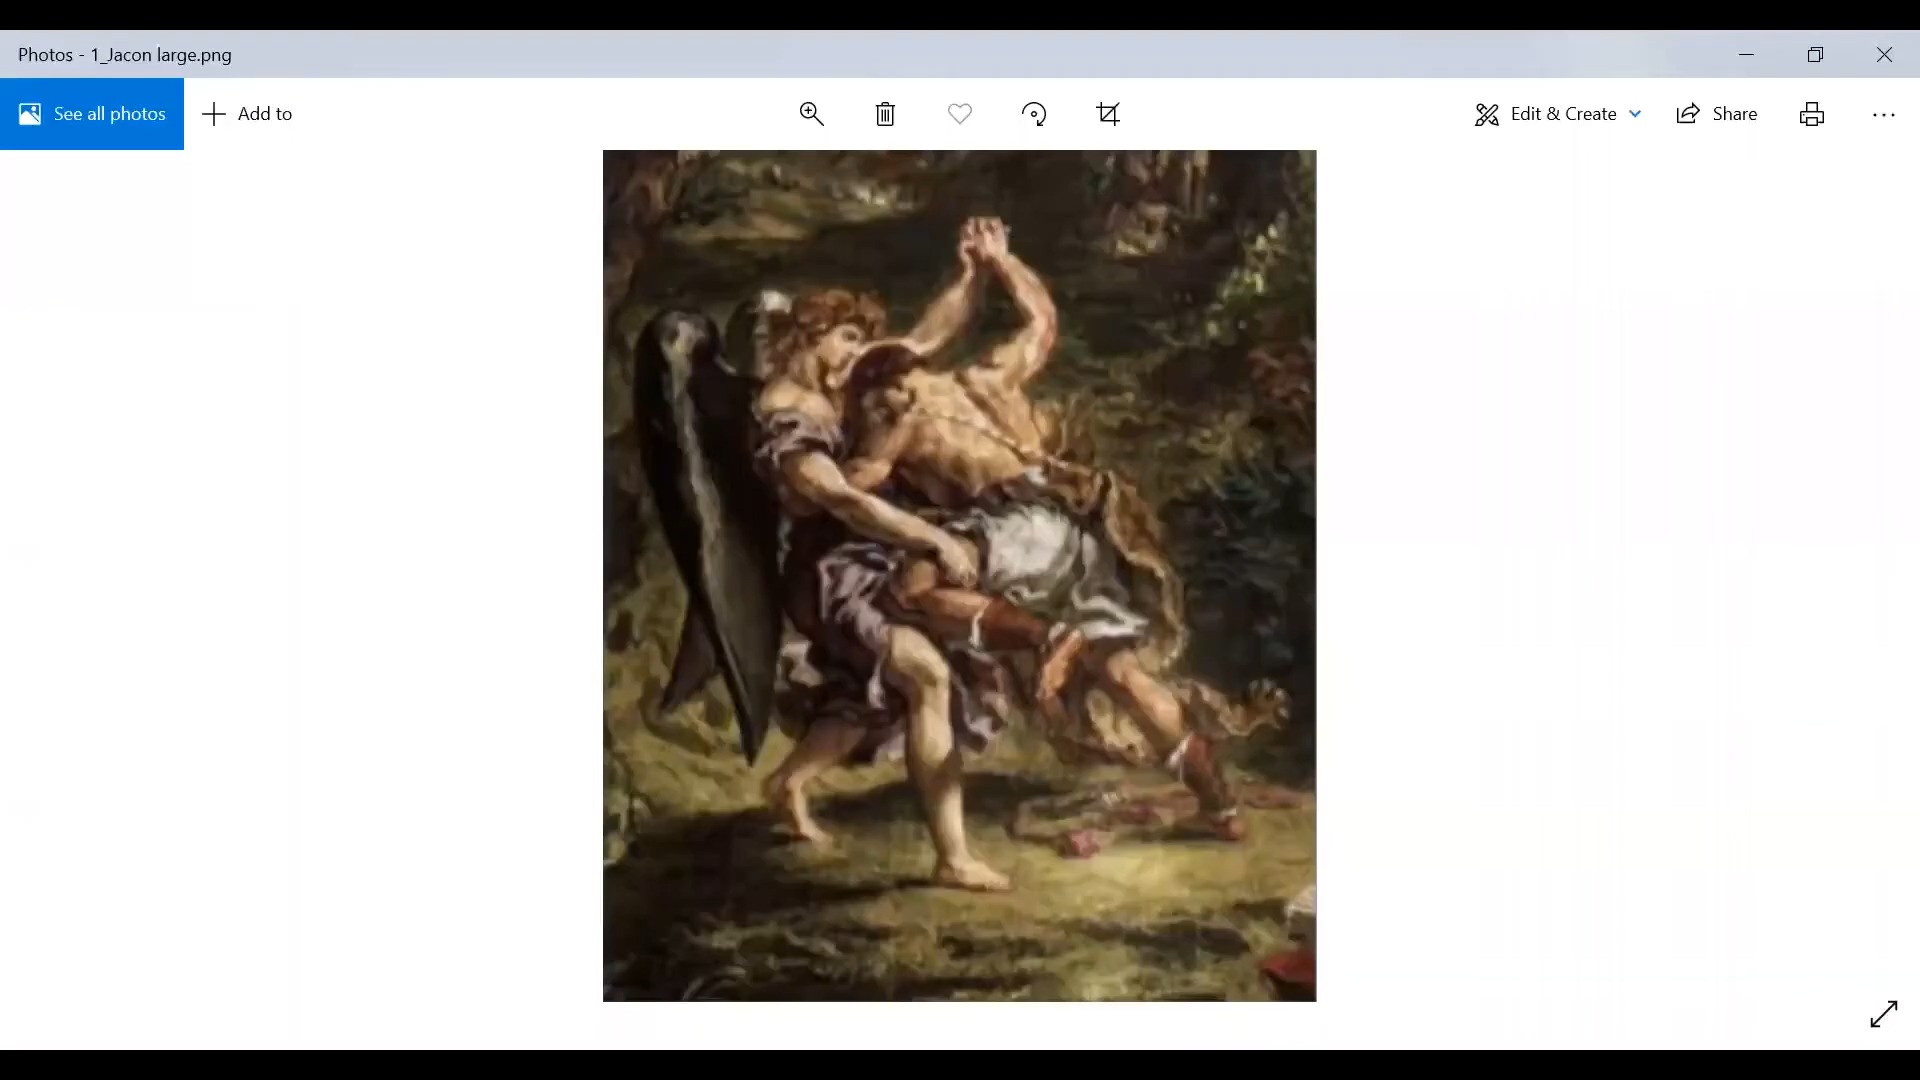 Photos - 1_Jacon large.png
See all photos
Add to
Edit & Create
Share